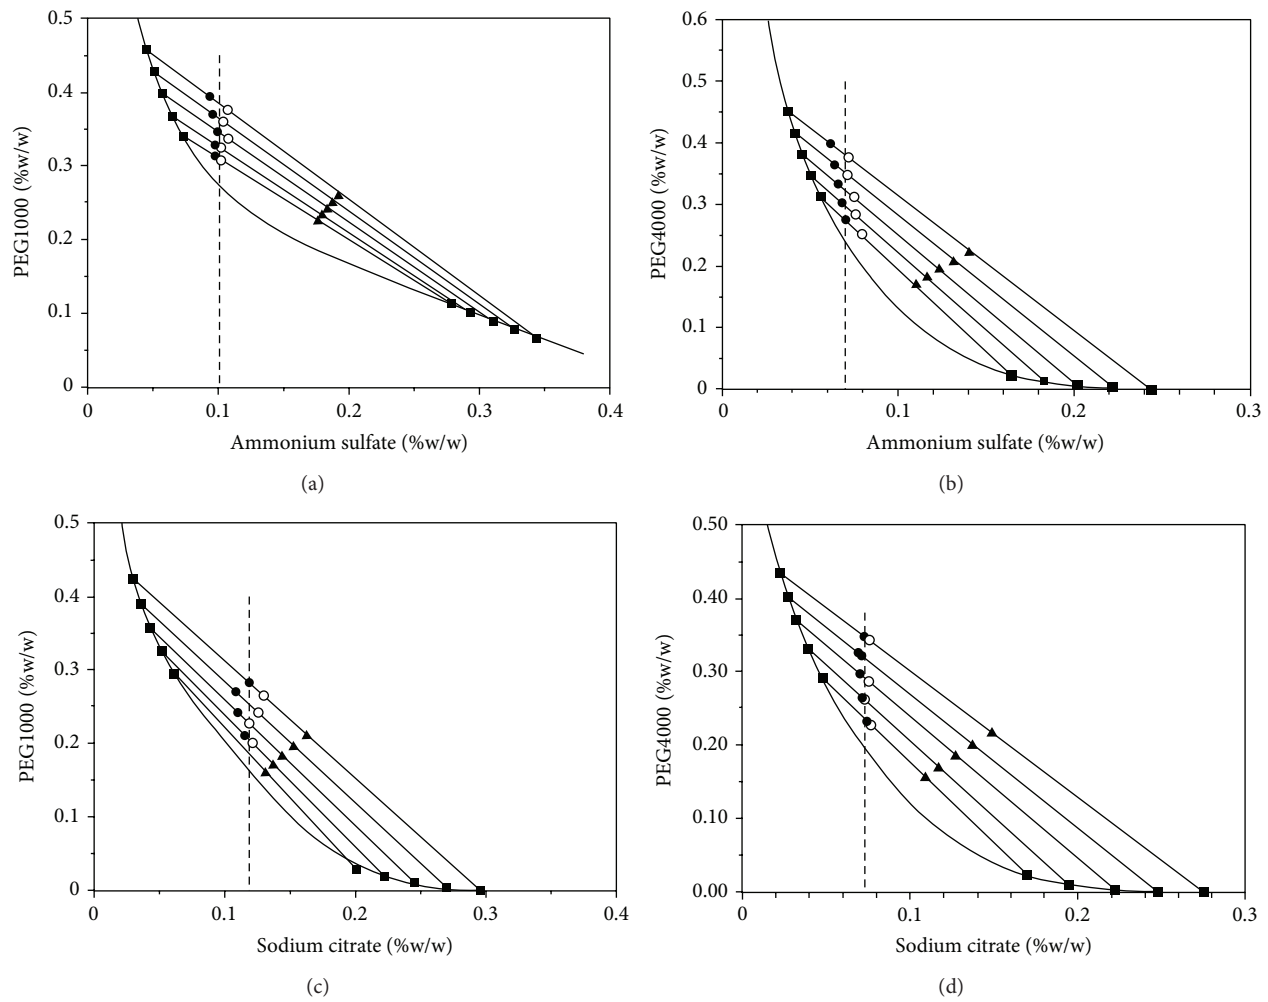 0.5
0.4
0.3
0.2
0.1
0
PEG1000 (%w/w)
0 0.1 0.2 0.3 0.4
Ammonium sulfate (%w/w)
(a)
0.6
0.5
0.4
0.3
0.2
0.1
0
PEG4000 (%w/w)
0 0.1 0.2 0.3
Ammonium sulfate (%w/w)
(b)
0.5
0.4
0.3
0.2
0.1
0
PEG1000 (%w/w)
0 0.1 0.2 0.3 0.4
Sodium citrate (%w/w)
(c)
0.50
0.40
0.30
0.20
0.10
0.00
PEG4000 (%w/w)
0 0.1 0.2 0.3
Sodium citrate (%w/w)
(d)